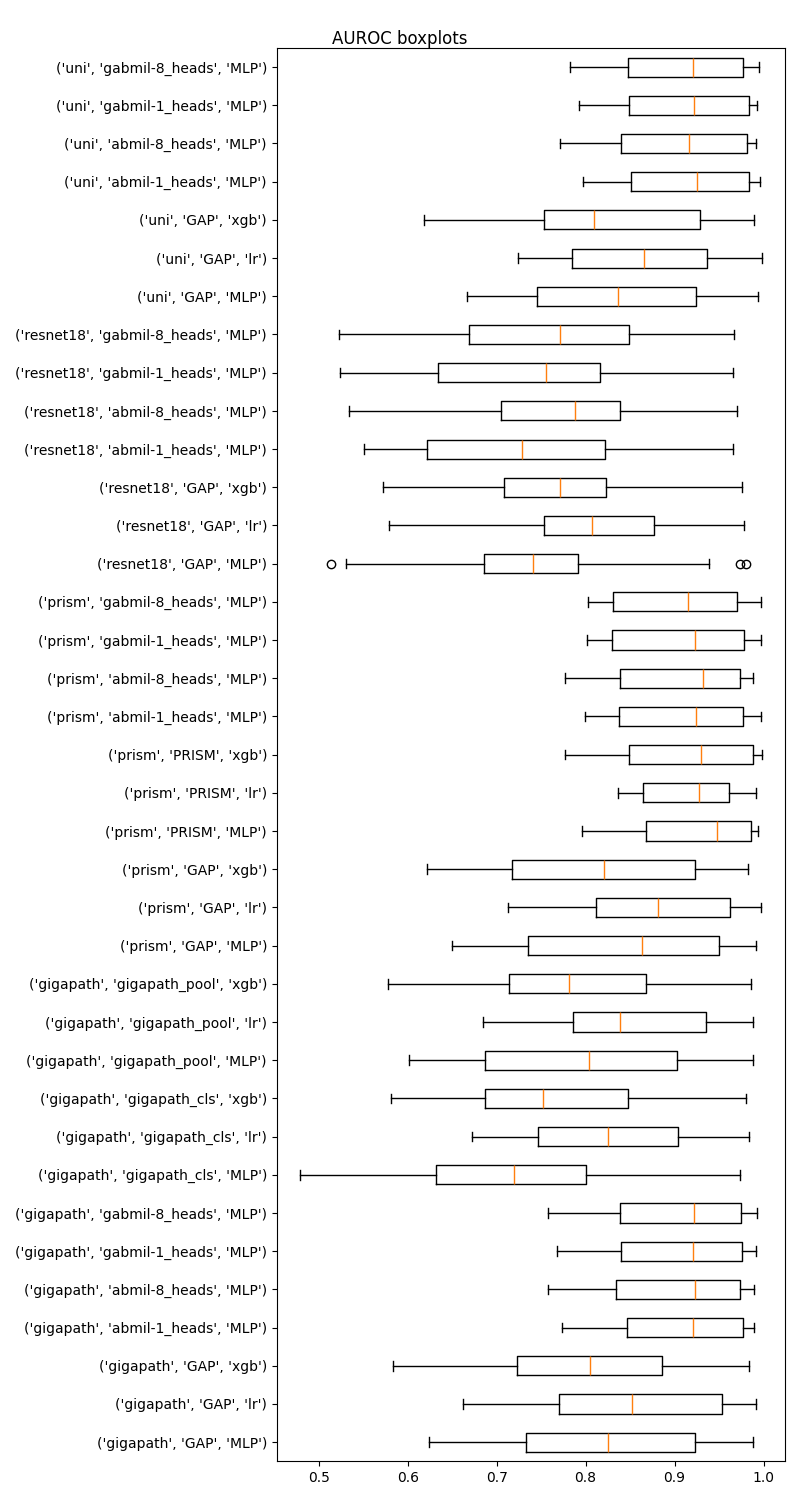 AUROC boxplots
('uni', 'gabmil-8_heads', 'MLP')
('uni', 'gabmil-1_heads', 'MLP')
('uni', 'abmil-8_heads', 'MLP')
('uni', 'abmil-1_heads', 'MLP')
('uni', 'GAP', 'xgb')
('uni', 'GAP', 'lr')
('uni', 'GAP', 'MLP')
('resnet18', 'gabmil-8_heads', 'MLP')
('resnet18', 'gabmil-1_heads', 'MLP')
('resnet18', 'abmil-8_heads', 'MLP')
('resnet18', 'abmil-1_heads', 'MLP')
('resnet18', 'GAP', 'xgb')
('resnet18', 'GAP', 'lr')
('resnet18', 'GAP', 'MLP')
('prism', 'gabmil-8_heads', 'MLP')
('prism', 'gabmil-1_heads', 'MLP')
('prism', 'abmil-8_heads', 'MLP')
('prism', 'abmil-1_heads', 'MLP')
('prism', 'PRISM', 'xgb')
('prism', 'PRISM', 'lr')
('prism', 'PRISM', 'MLP')
('prism', 'GAP', 'xgb')
('prism', 'GAP', 'lr')
('prism', 'GAP', 'MLP')
('gigapath', 'gigapath_pool', 'xgb')
('gigapath', 'gigapath_pool', 'lr')
('gigapath', 'gigapath_pool', 'MLP')
('gigapath', 'gigapath_cls', 'xgb')
('gigapath', 'gigapath_cls', 'lr')
('gigapath', 'gigapath_cls', 'MLP')
('gigapath', 'gabmil-8_heads', 'MLP')
('gigapath', 'gabmil-1_heads', 'MLP')
('gigapath', 'abmil-8_heads', 'MLP')
('gigapath', 'abmil-1_heads', 'MLP')
('gigapath', 'GAP', 'xgb')
('gigapath', 'GAP', 'lr')
('gigapath', 'GAP', 'MLP')
0.5 0.6 0.7 0.8 0.9 1.0